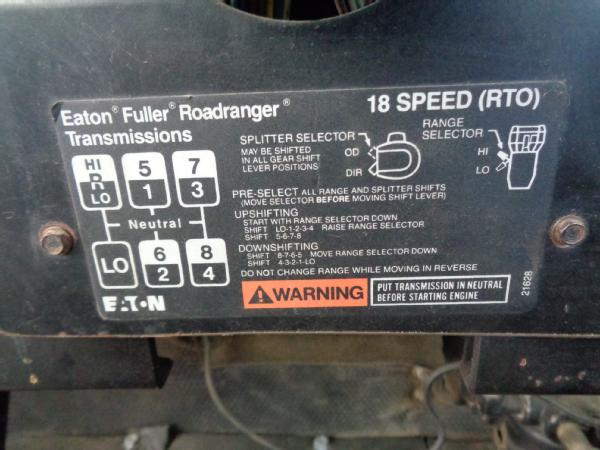 Eaton® Fuller® Roadranger®
Transmissions
18 SPEED (RTO)
HI
R
LO
5
1
7
3
Neutral
LO
6
2
8
4
SPLITTER SELECTOR
MAY BE SHIFTED
IN ALL GEAR SHIFT
LEVER POSITIONS
OD
DIR
RANGE
SELECTOR
HI
LO
PRE-SELECT ALL RANGE AND SPLITTER SHIFTS
(MOVE SELECTOR BEFORE MOVING SHIFT LEVER)
UPSHIFTING
START WITH RANGE SELECTOR DOWN
SHIFT LO-1-2-3-4 RAISE RANGE SELECTOR
SHIFT 5-6-7-8
DOWNSHIFTING
SHIFT 8-7-6-5 MOVE RANGE SELECTOR DOWN
SHIFT 4-3-2-1-LO
DO NOT CHANGE RANGE WHILE MOVING IN REVERSE
EATON
WARNING
PUT TRANSMISSION IN NEUTRAL
BEFORE STARTING ENGINE
21628